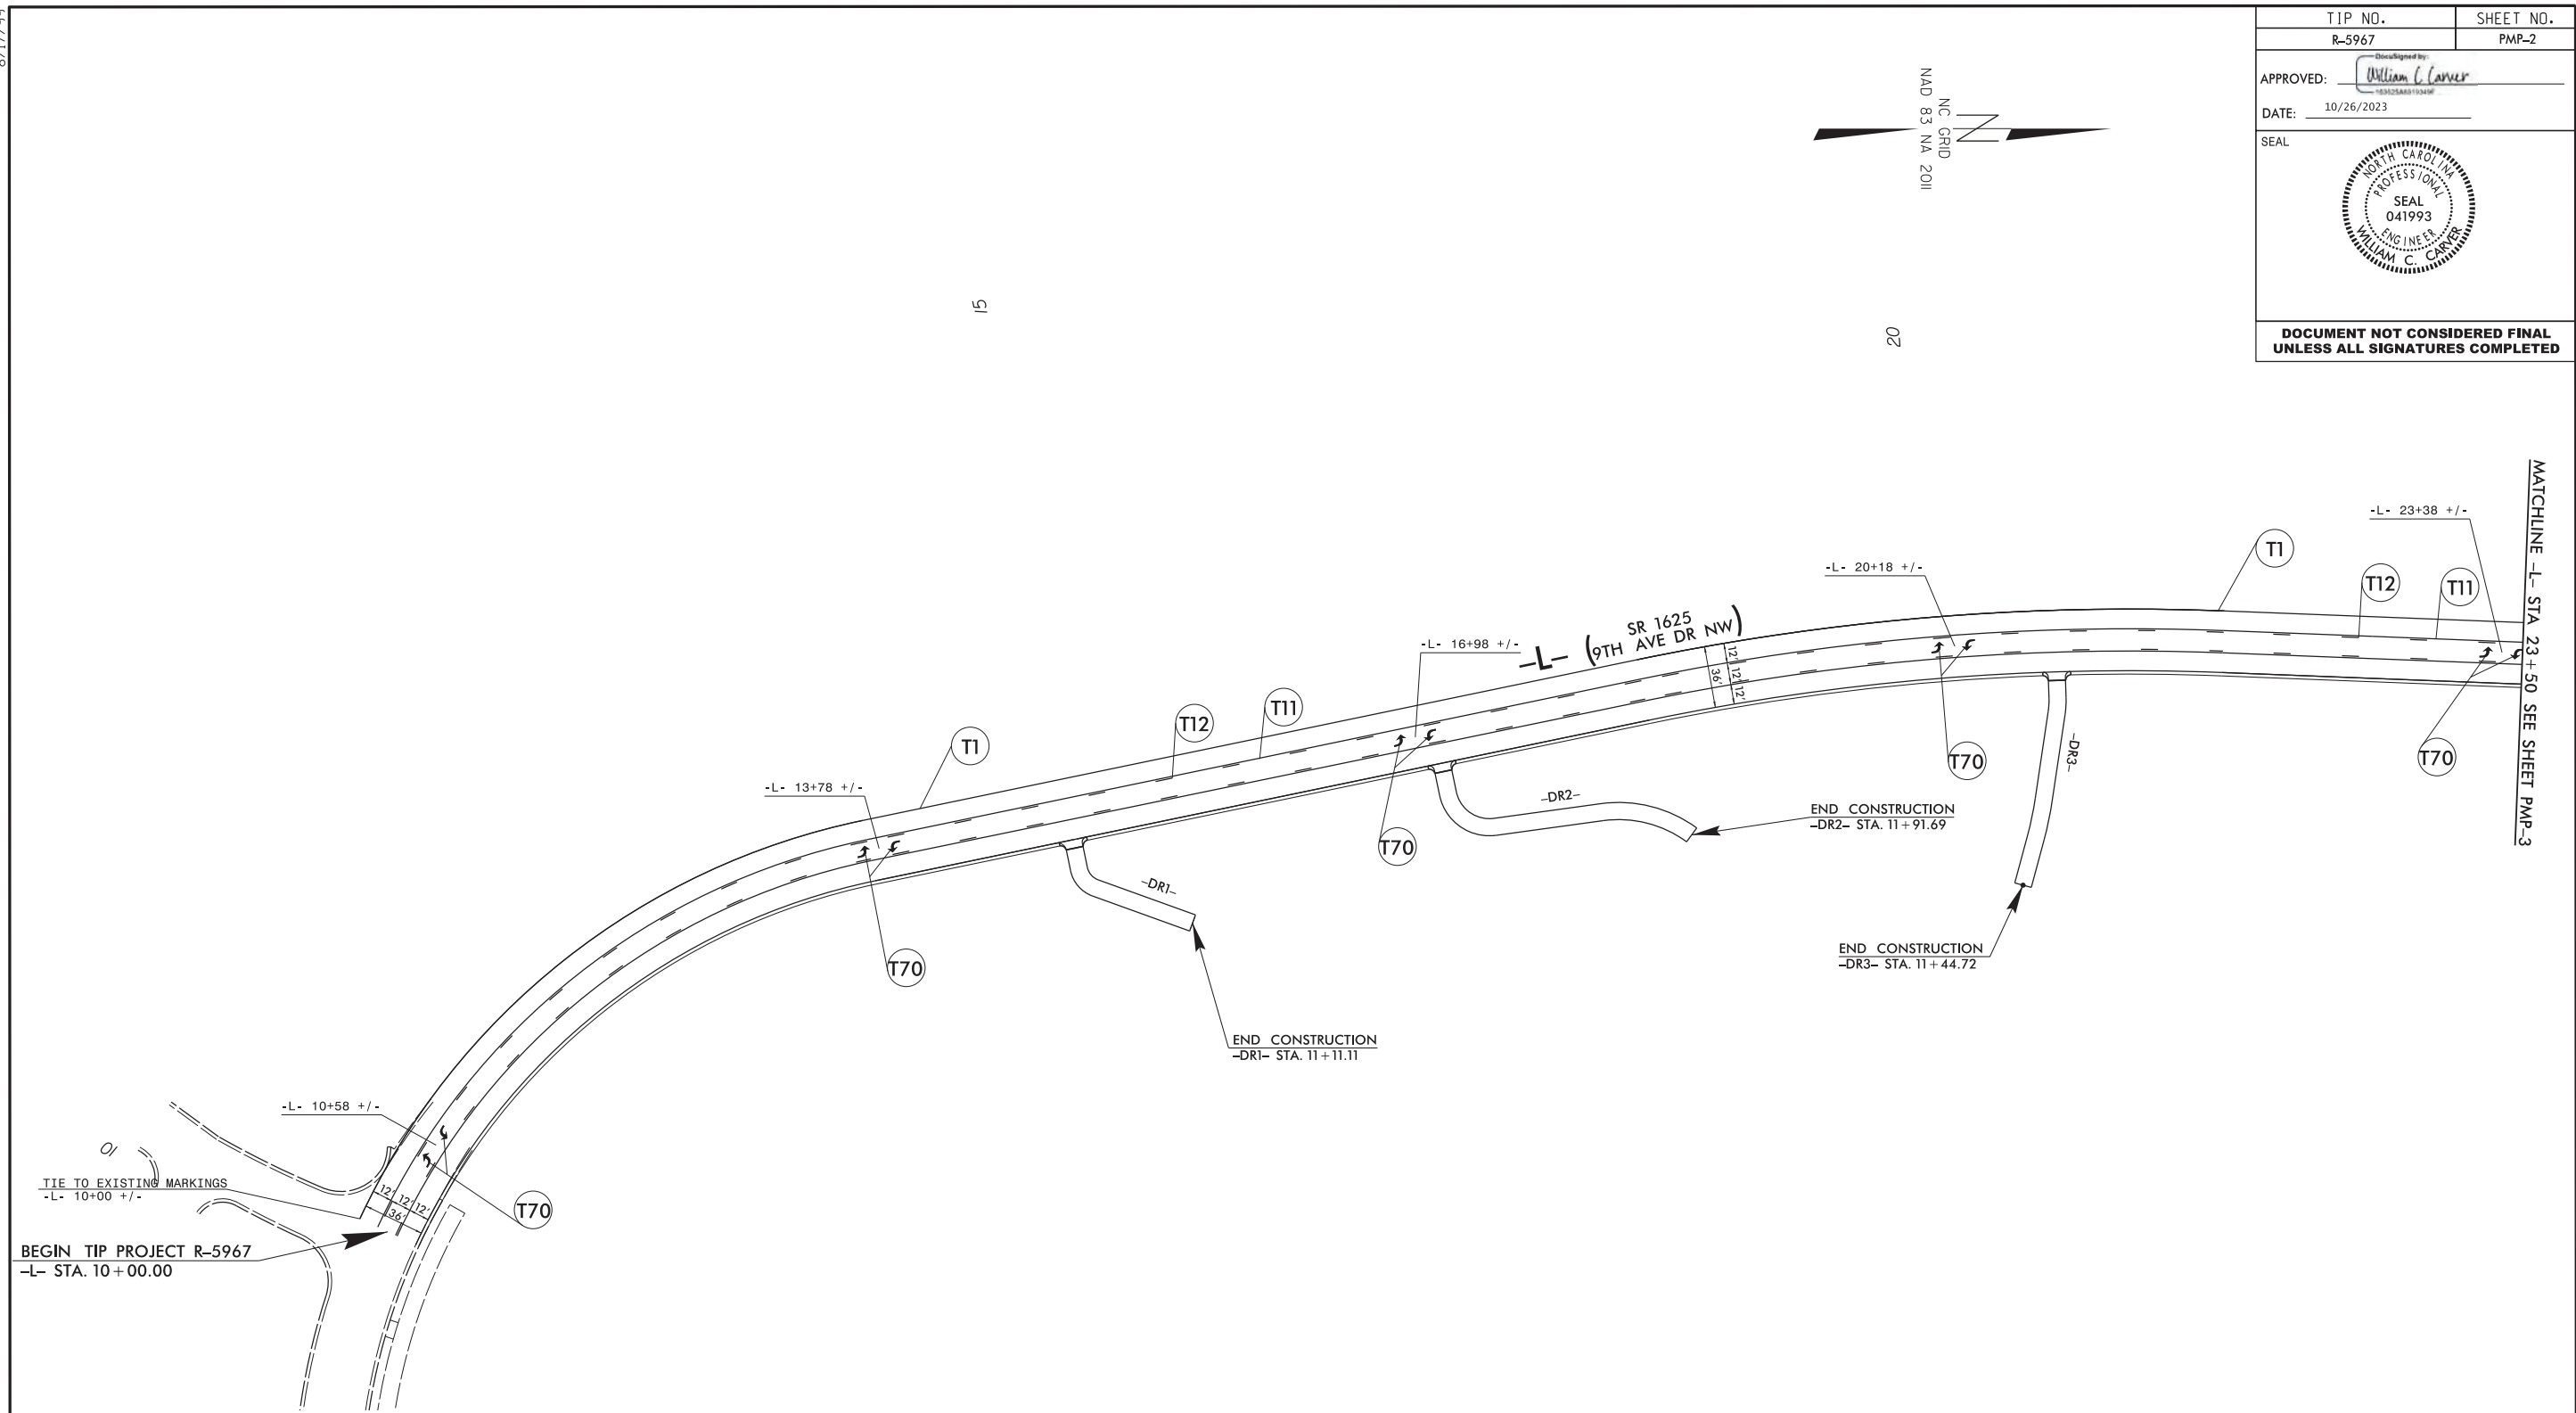 8/17/99
TIP NO. SHEET NO.
R-5967 PMP-2
APPROVED:
DocuSigned by:
William C Carver
DATE: 10/26/2023
SEAL
NORTH CAROLINA
PROFESSIONAL
SEAL
041993
ENGINEER
WILLIAM C. CARVER
DOCUMENT NOT CONSIDERED FINAL
UNLESS ALL SIGNATURES COMPLETED
NC GRID
NAD 83 NA 2011
15
20
10
MATCHLINE -L- STA 23+50 SEE SHEET PMP-3
-L- 23+38 +/-
T1
T12
T11
T70
-L- 20+18 +/-
T70
-DR3-
END CONSTRUCTION
-DR3- STA. 11+44.72
SR 1625
-L- (9TH AVE DR NW)
12' 12' 12'
36'
-L- 16+98 +/-
T70
-DR2-
END CONSTRUCTION
-DR2- STA. 11+91.69
T11
T12
T1
-L- 13+78 +/-
T70
-DR1-
END CONSTRUCTION
-DR1- STA. 11+11.11
-L- 10+58 +/-
T70
12' 12' 12'
36'
TIE TO EXISTING MARKINGS
-L- 10+00 +/-
BEGIN TIP PROJECT R-5967
-L- STA. 10+00.00